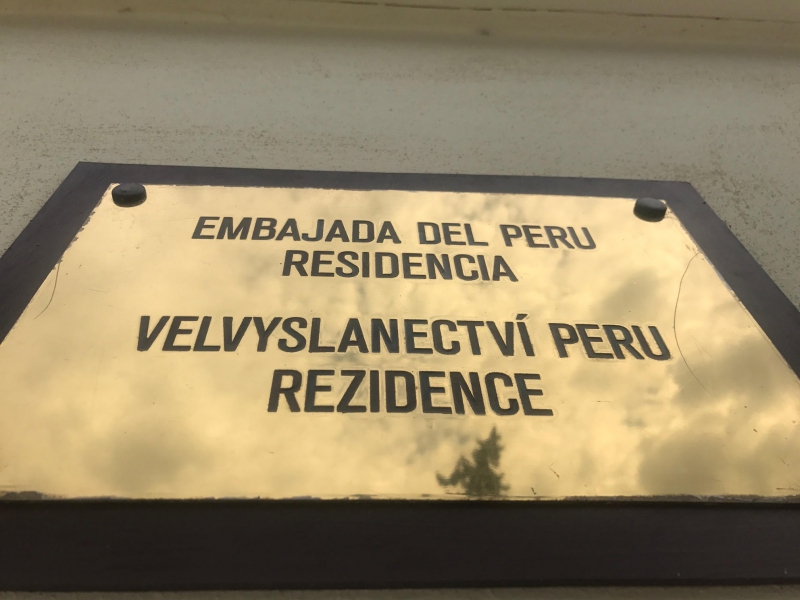 EMBAJADA DEL PERU
RESIDENCIA
VELVYSLANECTVÍ PERU
REZIDENCE